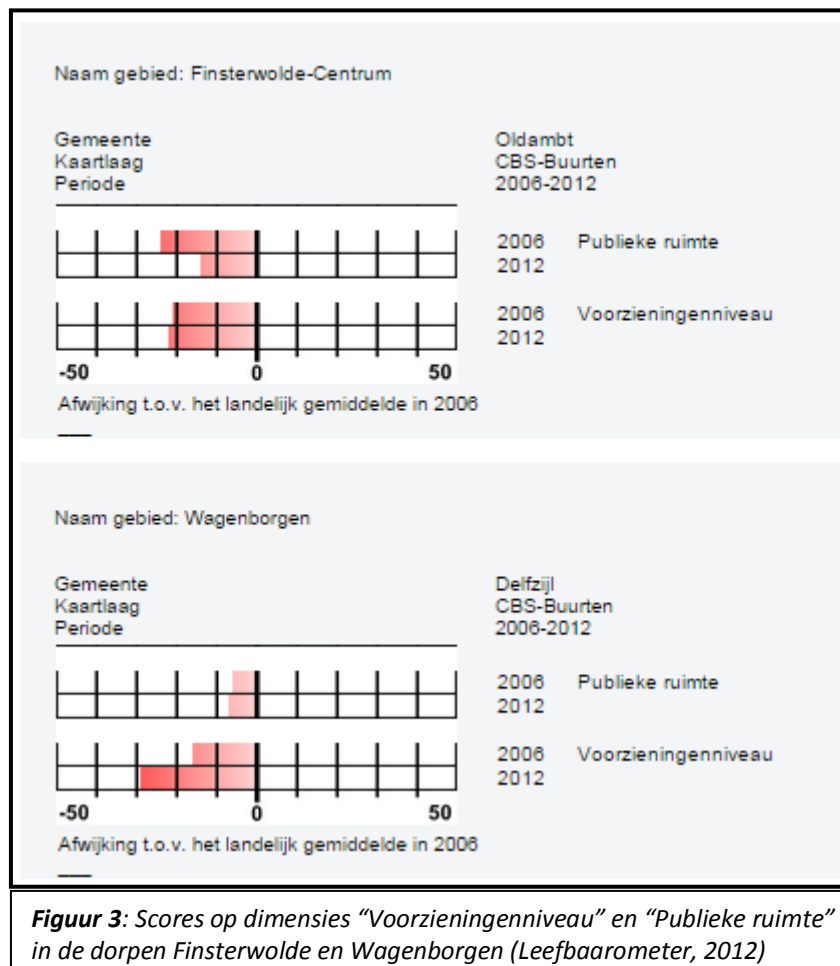 Naam gebied: Finsterwolde-Centrum
Gemeente Oldambt
Kaartlaag CBS-Buurten
Periode 2006-2012
2006 Publieke ruimte
2012
2006 Voorzieningenniveau
2012
-50 0 50
Afwijking t.o.v. het landelijk gemiddelde in 2006
Naam gebied: Wagenborgen
Gemeente Delfzijl
Kaartlaag CBS-Buurten
Periode 2006-2012
2006 Publieke ruimte
2012
2006 Voorzieningenniveau
2012
-50 0 50
Afwijking t.o.v. het landelijk gemiddelde in 2006
Figuur 3: Scores op dimensies “Voorzieningenniveau” en “Publieke ruimte”
in de dorpen Finsterwolde en Wagenborgen (Leefbaarometer, 2012)